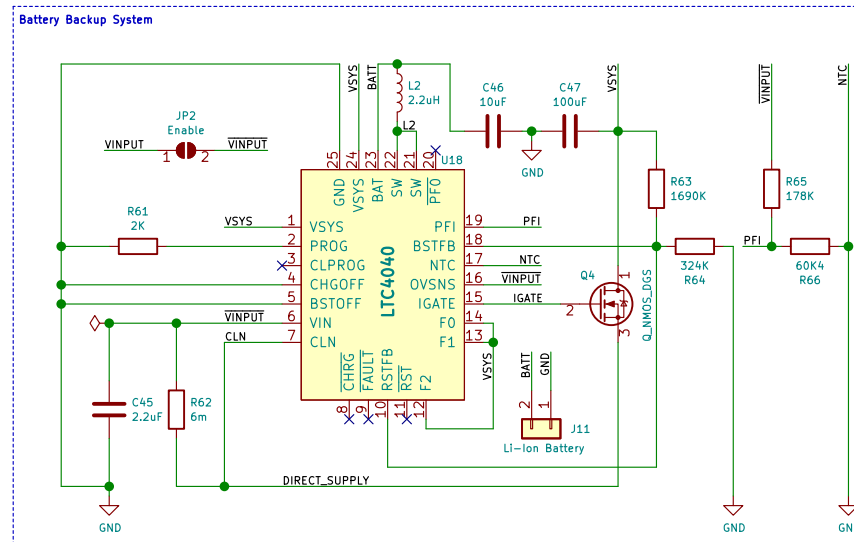 Battery Backup System
VSYS
BATT
L2
2.2uH
L2
C46
10uF
C47
100uF
GND
VSYS
VINPUT
NTC
JP2
Enable
VINPUT
1
2
VINPUT
25
24
23
22
21
20
U18
GND
VSYS
BAT
SW
SW
PFO
R63
1690K
R65
178K
R61
2K
VSYS
1
VSYS
2
PROG
3
CLPROG
4
CHGOFF
5
BSTOFF
VINPUT
6
VIN
CLN
7
CLN
LTC4040
PFI
19
PFI
BSTFB
18
NTC
17
NTC
OVSNS
16
VINPUT
IGATE
15
IGATE
F0
14
F1
13
VSYS
CHRG
FAULT
RSTFB
RST
F2
8
9
10
11
12
Q4
1
2
3
Q_NMOS_DGS
324K
R64
PFI
60K4
R66
C45
2.2uF
R62
6m
BATT
GND
2
1
J11
Li-Ion Battery
DIRECT_SUPPLY
GND
GND
GN